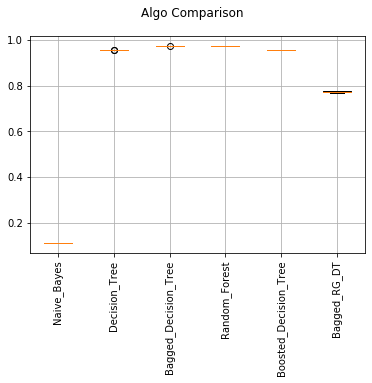 Algo Comparison
1.0
0.8
0.6
0.4
0.2
Naive_Bayes
Decision_Tree
Bagged_Decision_Tree
Random_Forest
Boosted_Decision_Tree
Bagged_RG_DT